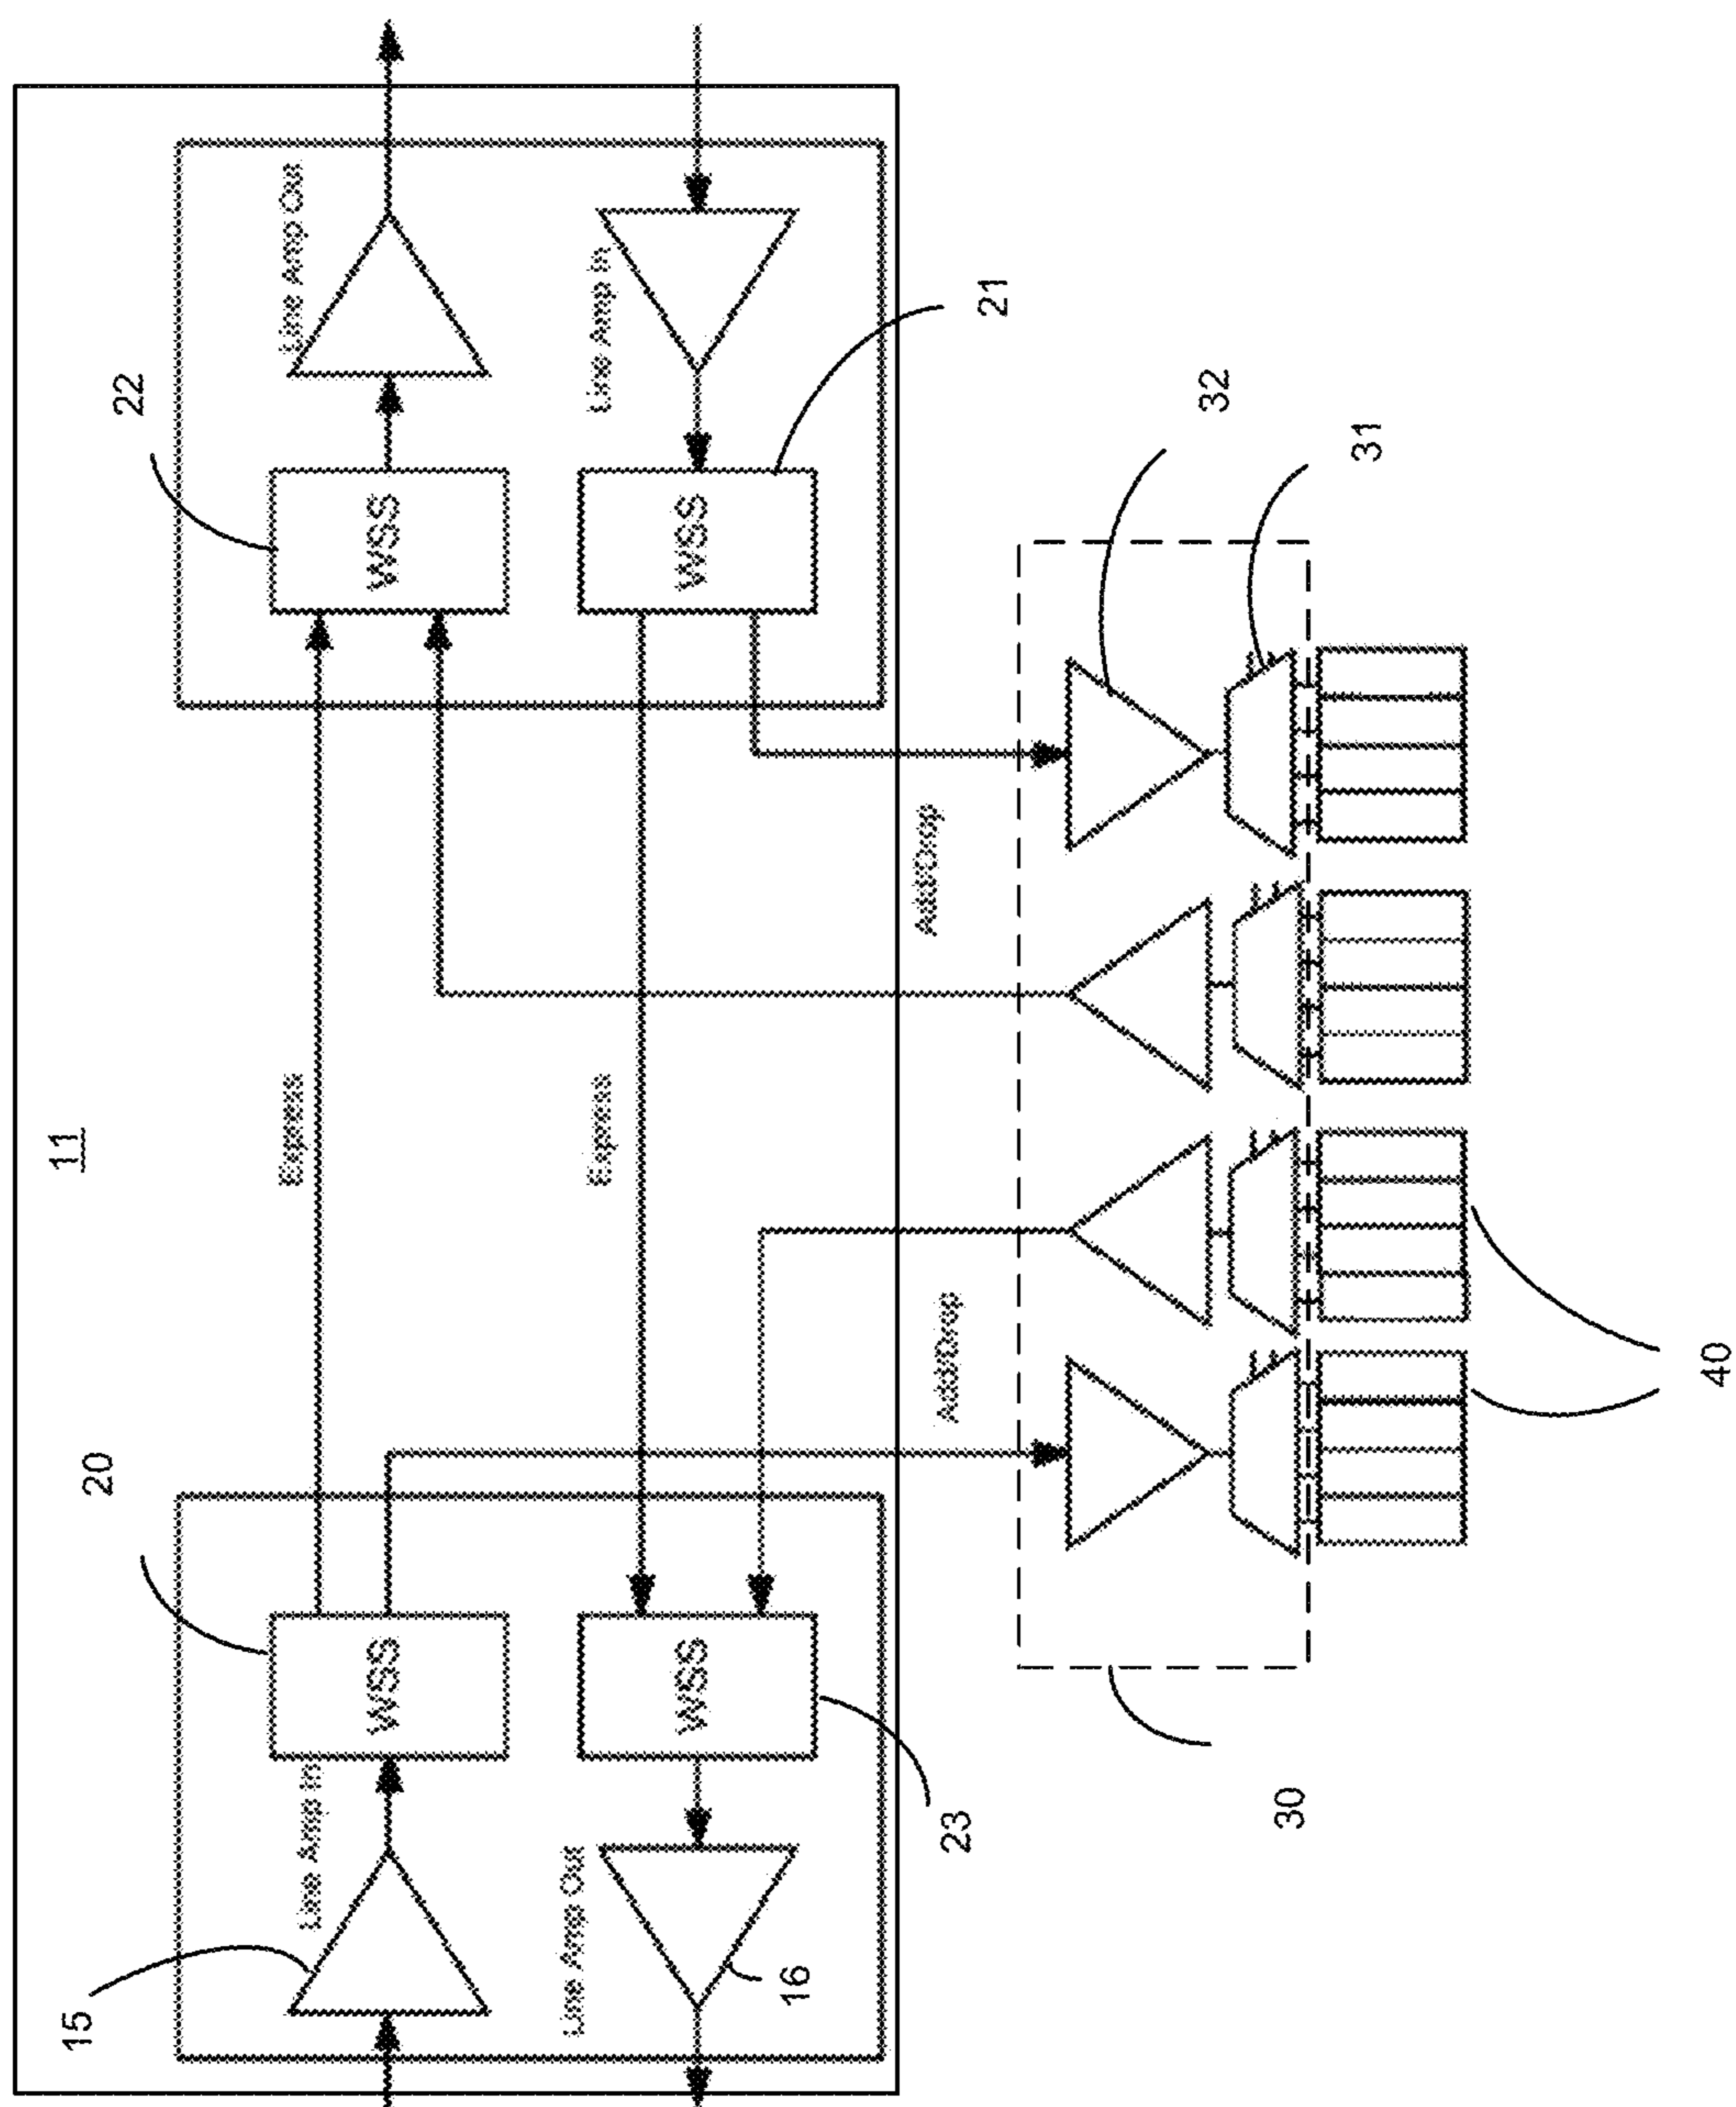 11
15
Line Amp In
20
WSS
Express
22
WSS
Line Amp Out
Line Amp Out
16
WSS
23
Express
WSS
21
Line Amp In
Add/Drop
Add/Drop
30
32
31
40